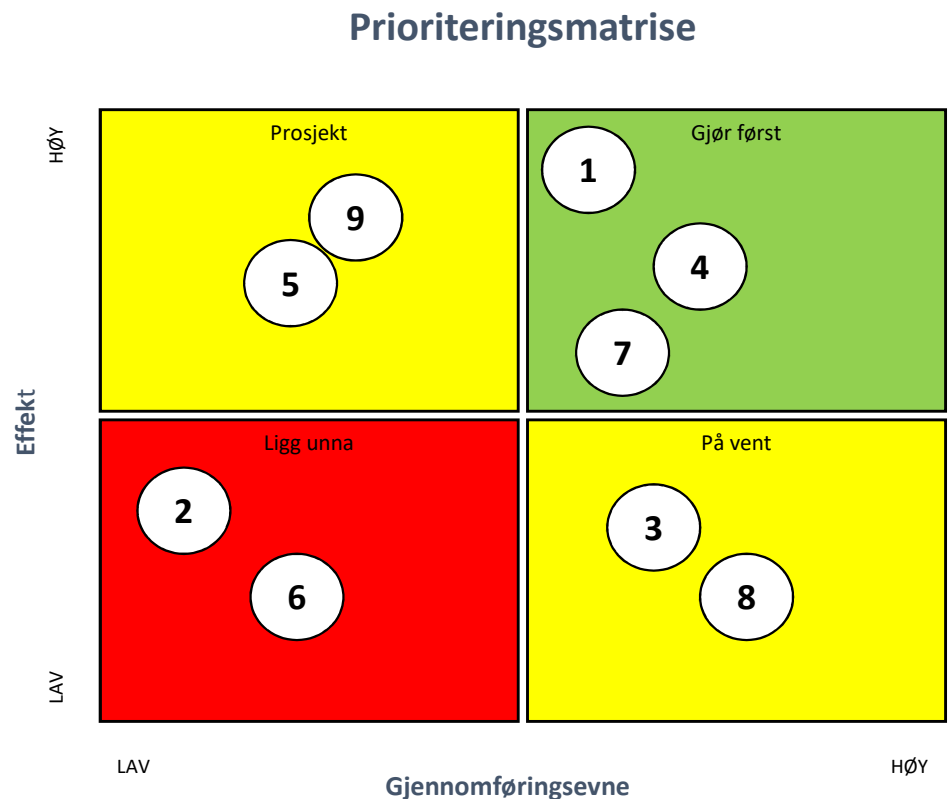 Prioriteringsmatrise
HØY
Prosjekt
Gjør først
1
9
4
5
7
Effekt
Ligg unna
På vent
2
3
6
8
LAV
LAV
HØY
Gjennomføringsevne